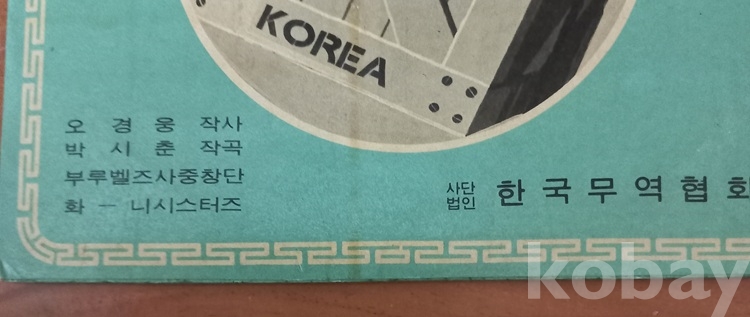 KOREA
오경웅 작사
박시춘 작곡
부루벨즈사중창단
화 — 니시스터즈
사단
법인
한국무역협회
kobay